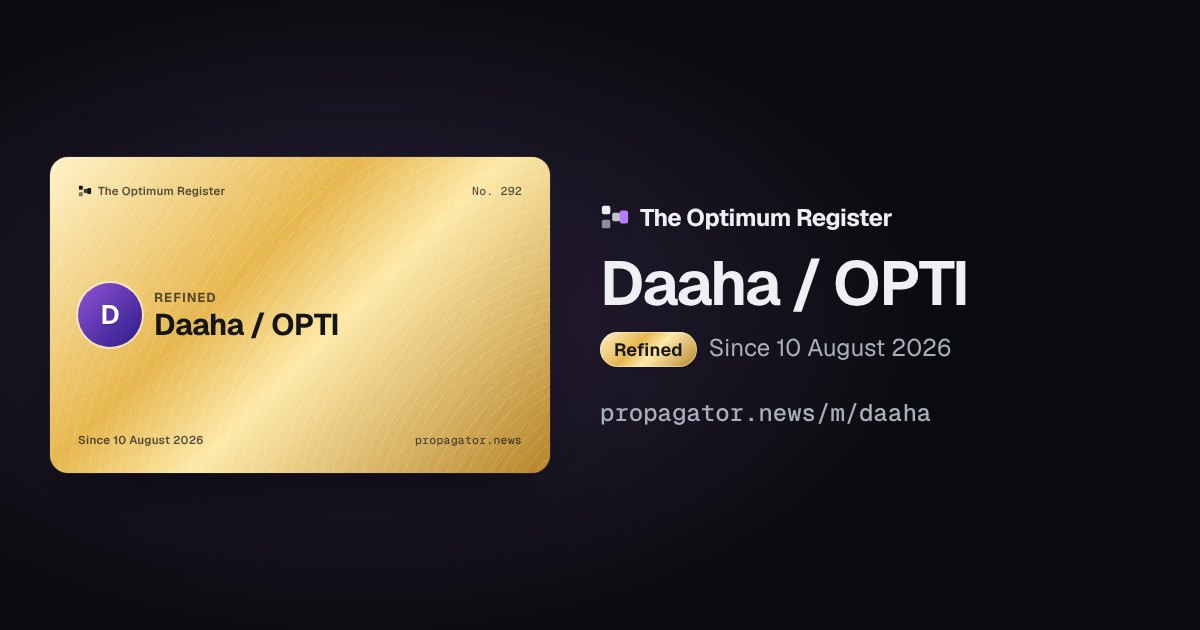 The Optimum Register
No. 292
D
REFINED
Daaha / OPTI
Since 10 August 2026
propagator.news
The Optimum Register
Daaha / OPTI
Refined
Since 10 August 2026
propagator.news/m/daaha